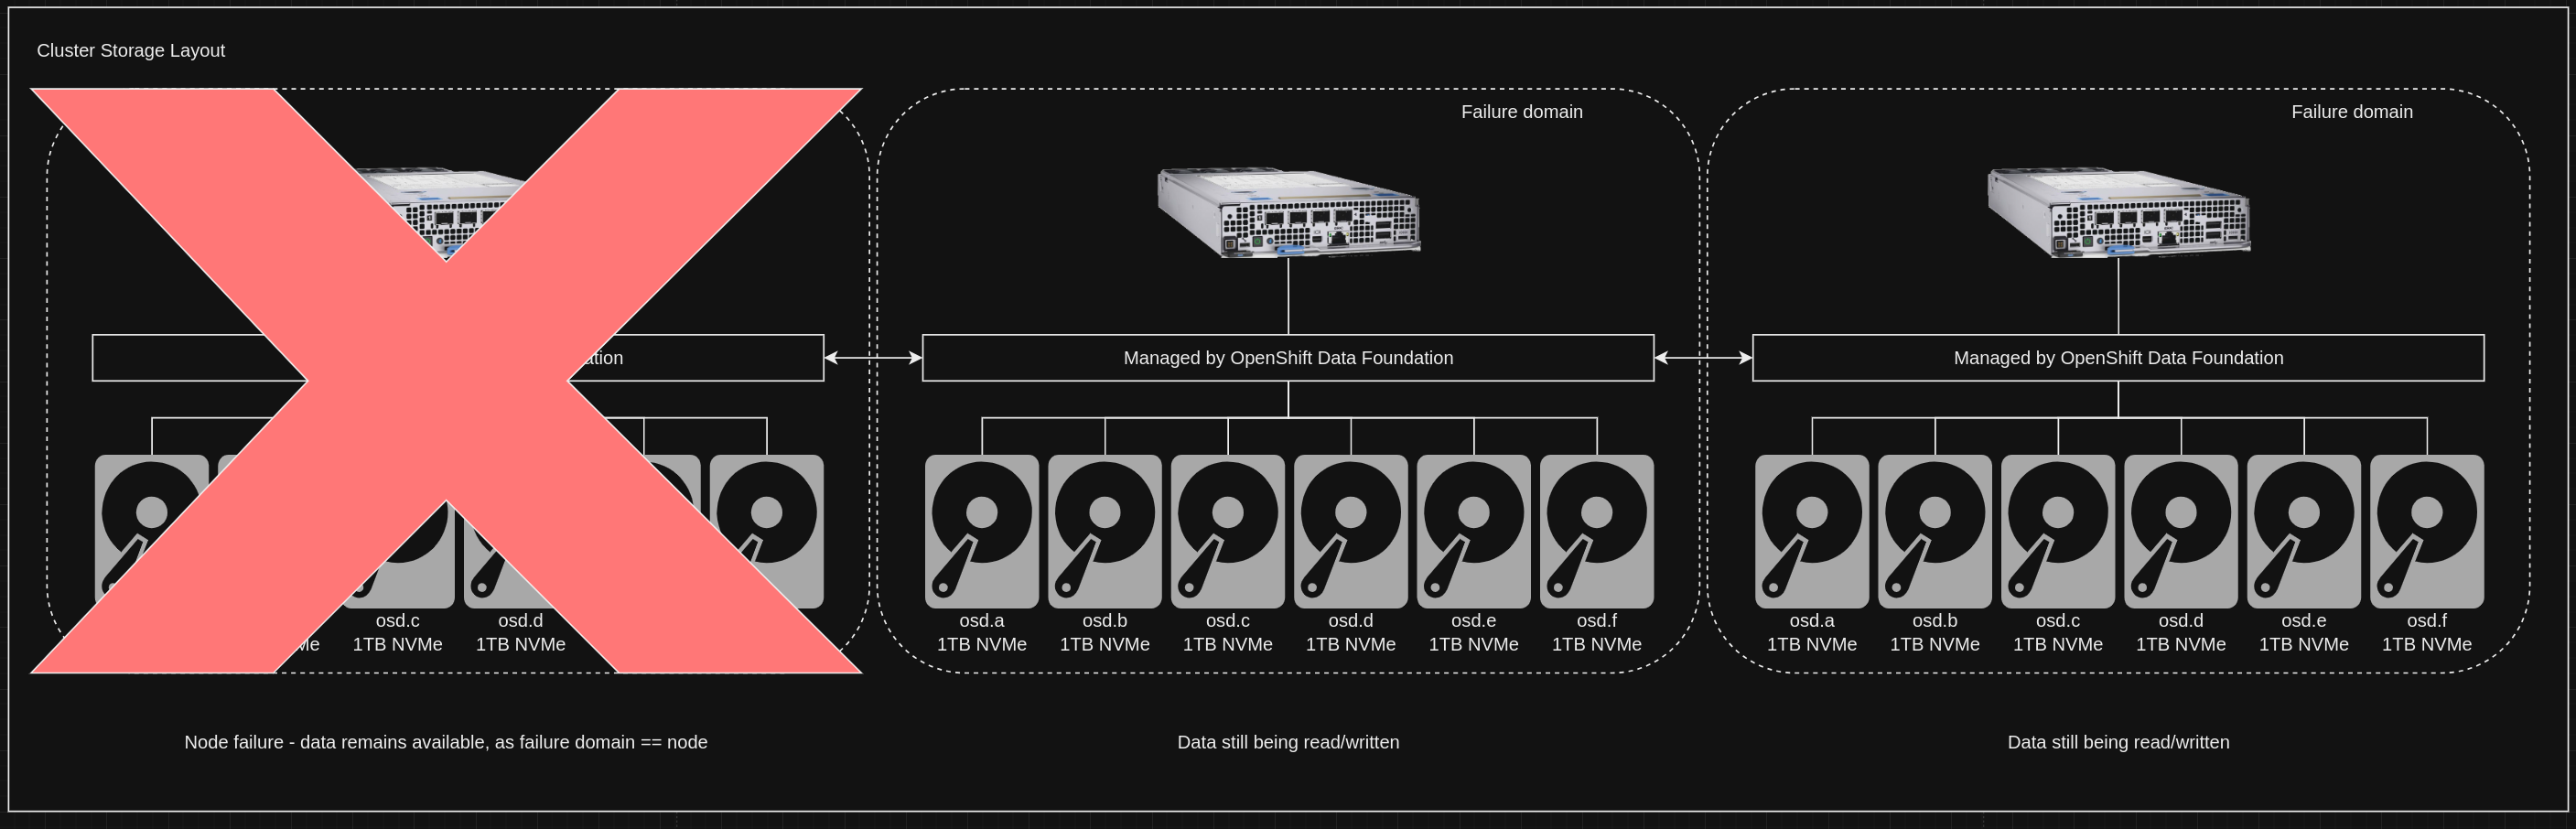 Cluster Storage Layout
Failure domain
Failure domain
Managed by OpenShift Data Foundation
Managed by OpenShift Data Foundation
osd.c
1TB NVMe
osd.d
1TB NVMe
osd.a
1TB NVMe
osd.b
1TB NVMe
osd.c
1TB NVMe
osd.d
1TB NVMe
osd.e
1TB NVMe
osd.f
1TB NVMe
osd.a
1TB NVMe
osd.b
1TB NVMe
osd.c
1TB NVMe
osd.d
1TB NVMe
osd.e
1TB NVMe
osd.f
1TB NVMe
Node failure - data remains available, as failure domain == node
Data still being read/written
Data still being read/written